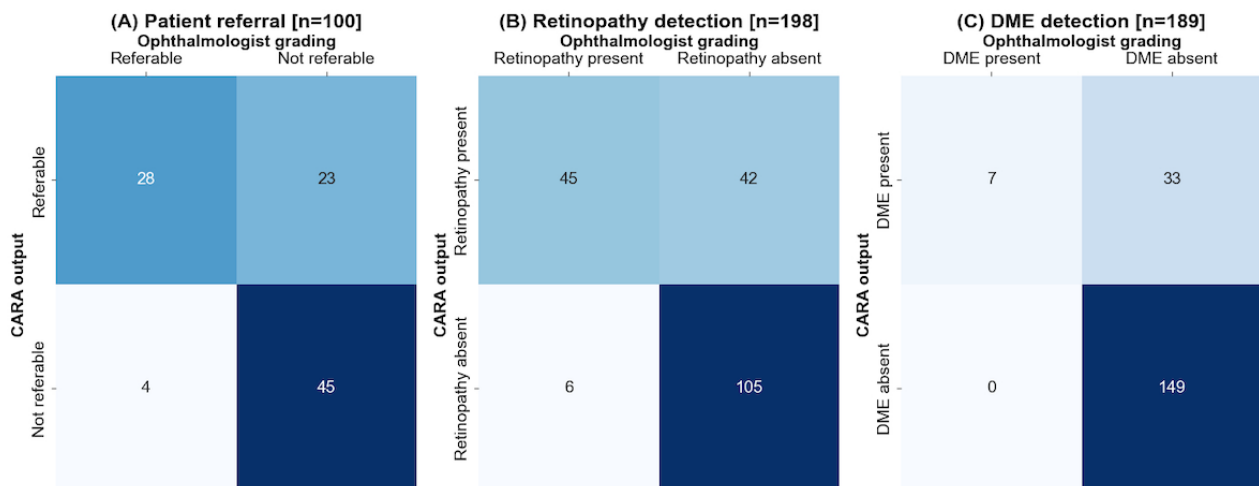 (A) Patient referral [n=100]
Ophthalmologist grading
Referable Not referable
CARA output
Referable
28 23
Not referable
4 45
(B) Retinopathy detection [n=198]
Ophthalmologist grading
Retinopathy present Retinopathy absent
CARA output
Retinopathy present
45 42
Retinopathy absent
6 105
(C) DME detection [n=189]
Ophthalmologist grading
DME present DME absent
CARA output
DME present
7 33
DME absent
0 149